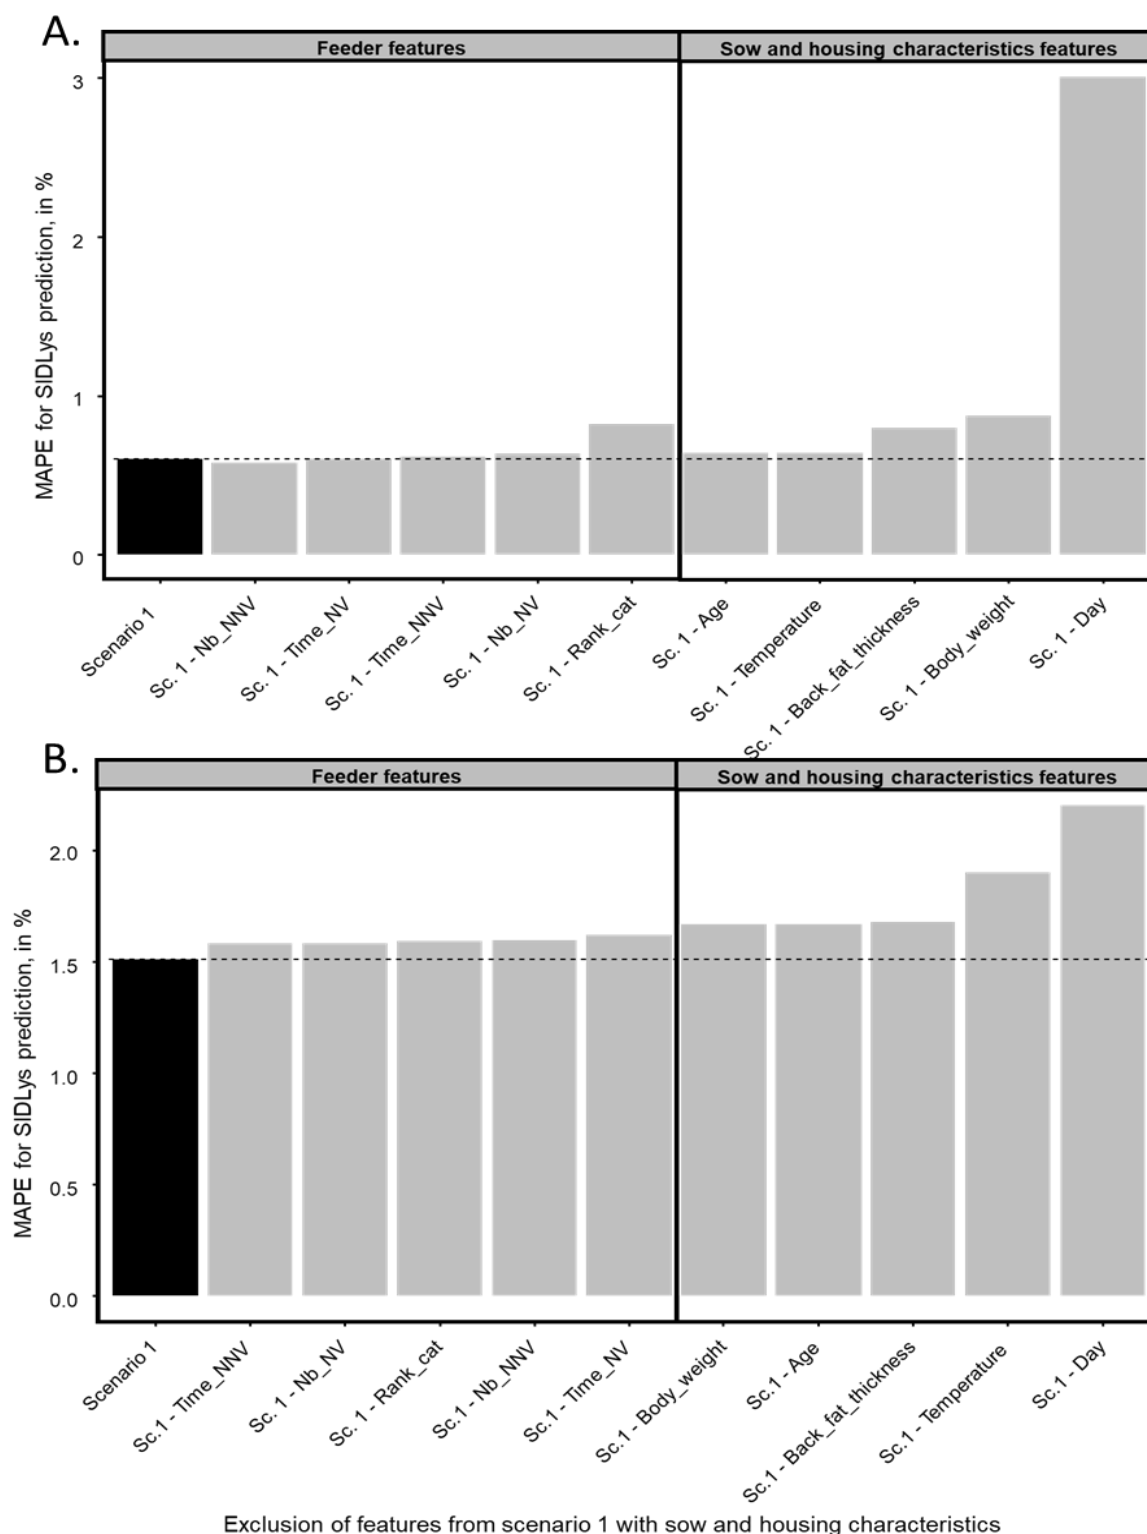 A.
Feeder features
Sow and housing characteristics features
MAPE for SIDLys prediction, in %
3
2
1
0
Scenario 1
Sc. 1 - Nb_NNV
Sc. 1 - Time_NV
Sc. 1 - Time_NNV
Sc. 1 - Nb_NV
Sc. 1 - Rank_cat
Sc. 1 - Age
Sc. 1 - Temperature
Sc. 1 - Back_fat_thickness
Sc. 1 - Body_weight
Sc. 1 - Day
B.
Feeder features
Sow and housing characteristics features
MAPE for SIDLys prediction, in %
2.0
1.5
1.0
0.5
0.0
Scenario 1
Sc.1 - Time_NNV
Sc. 1 - Nb_NV
Sc. 1 - Rank_cat
Sc.1 - Nb_NNV
Sc. 1 - Time_NV
Sc.1 - Body_weight
Sc.1 - Age
Sc.1 - Back_fat_thickness
Sc.1 - Temperature
Sc.1 - Day
Exclusion of features from scenario 1 with sow and housing characteristics